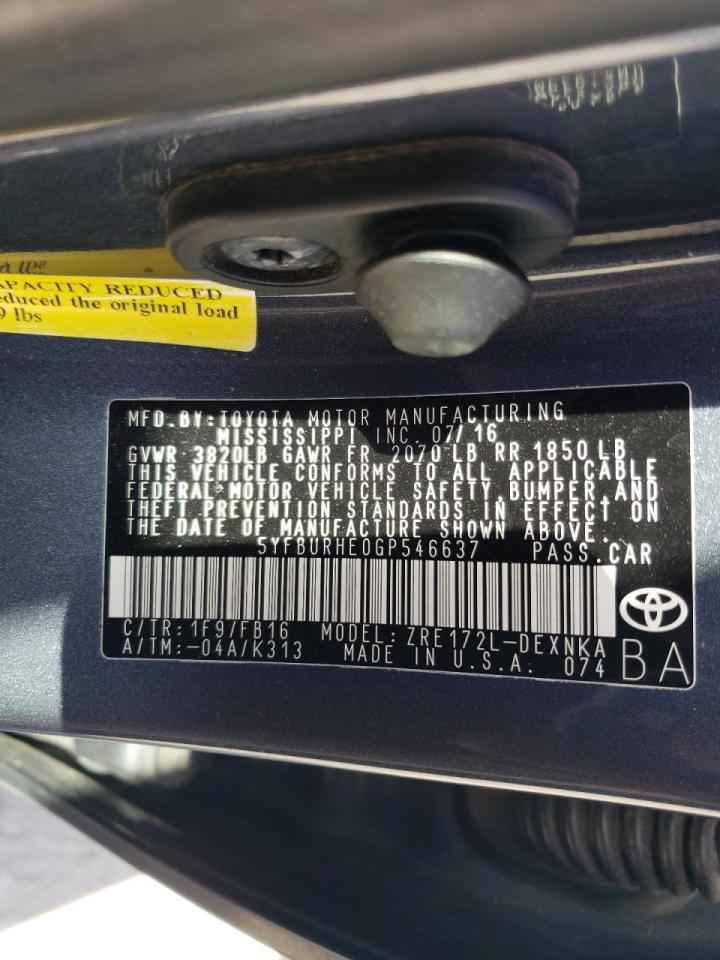 APACITY REDUCED
educed the original load
9 lbs
MFD.BY:TOYOTA MOTOR MANUFACTURING
MISSISSIPPI INC. 07/16
GVWR 3820LB GAWR FR 2070 LB RR 1850 LB
THIS VEHICLE CONFORMS TO ALL APPLICABLE
FEDERAL MOTOR VEHICLE SAFETY, BUMPER, AND
THEFT PREVENTION STANDARDS IN EFFECT ON
THE DATE OF MANUFACTURE SHOWN ABOVE.
5YFBURHE0GP546637 PASS.CAR
C/TR:1F9/FB16 MODEL:ZRE172L-DEXNKA
A/TM:-04A/K313 MADE IN U.S.A. 074 BA